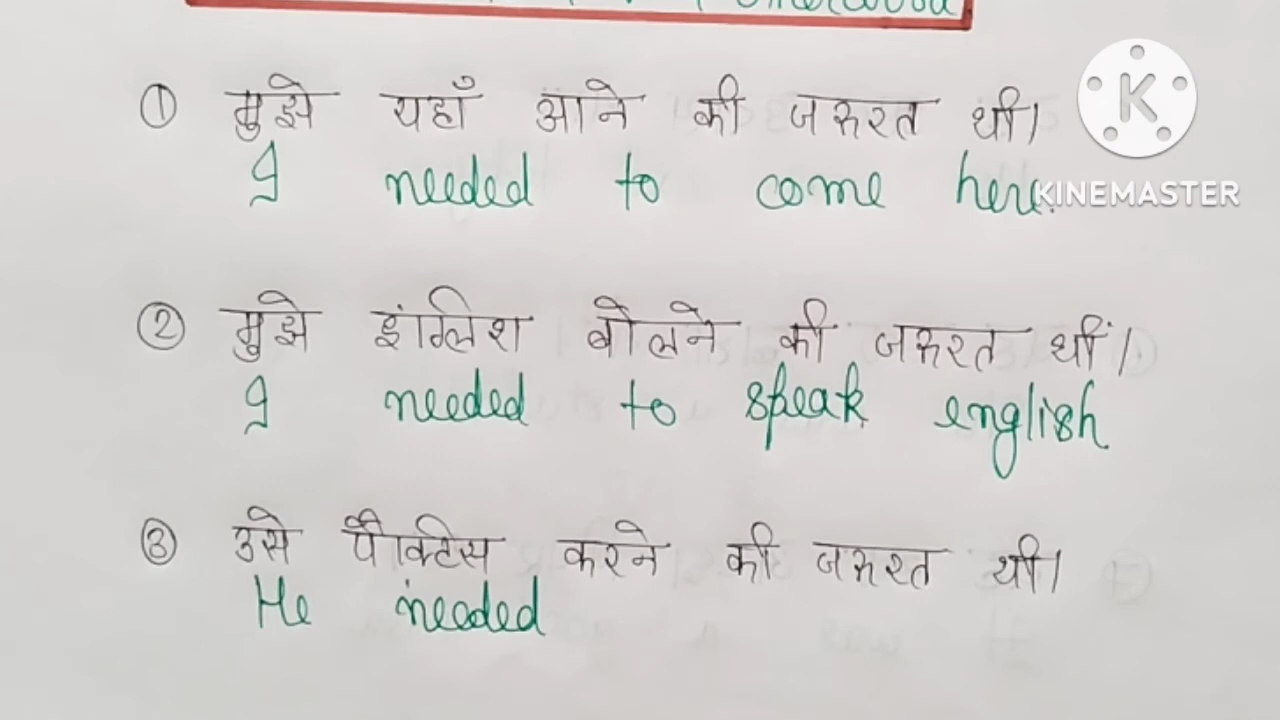 ① मुझे यहाँ आने की जरूरत थी।
I needed to come here.
② मुझे इंग्लिश बोलने की जरूरत थीं।
I needed to speak english
③ उसे पैक्टिस करने की जरूरत थी।
He needed
K
KINEMASTER